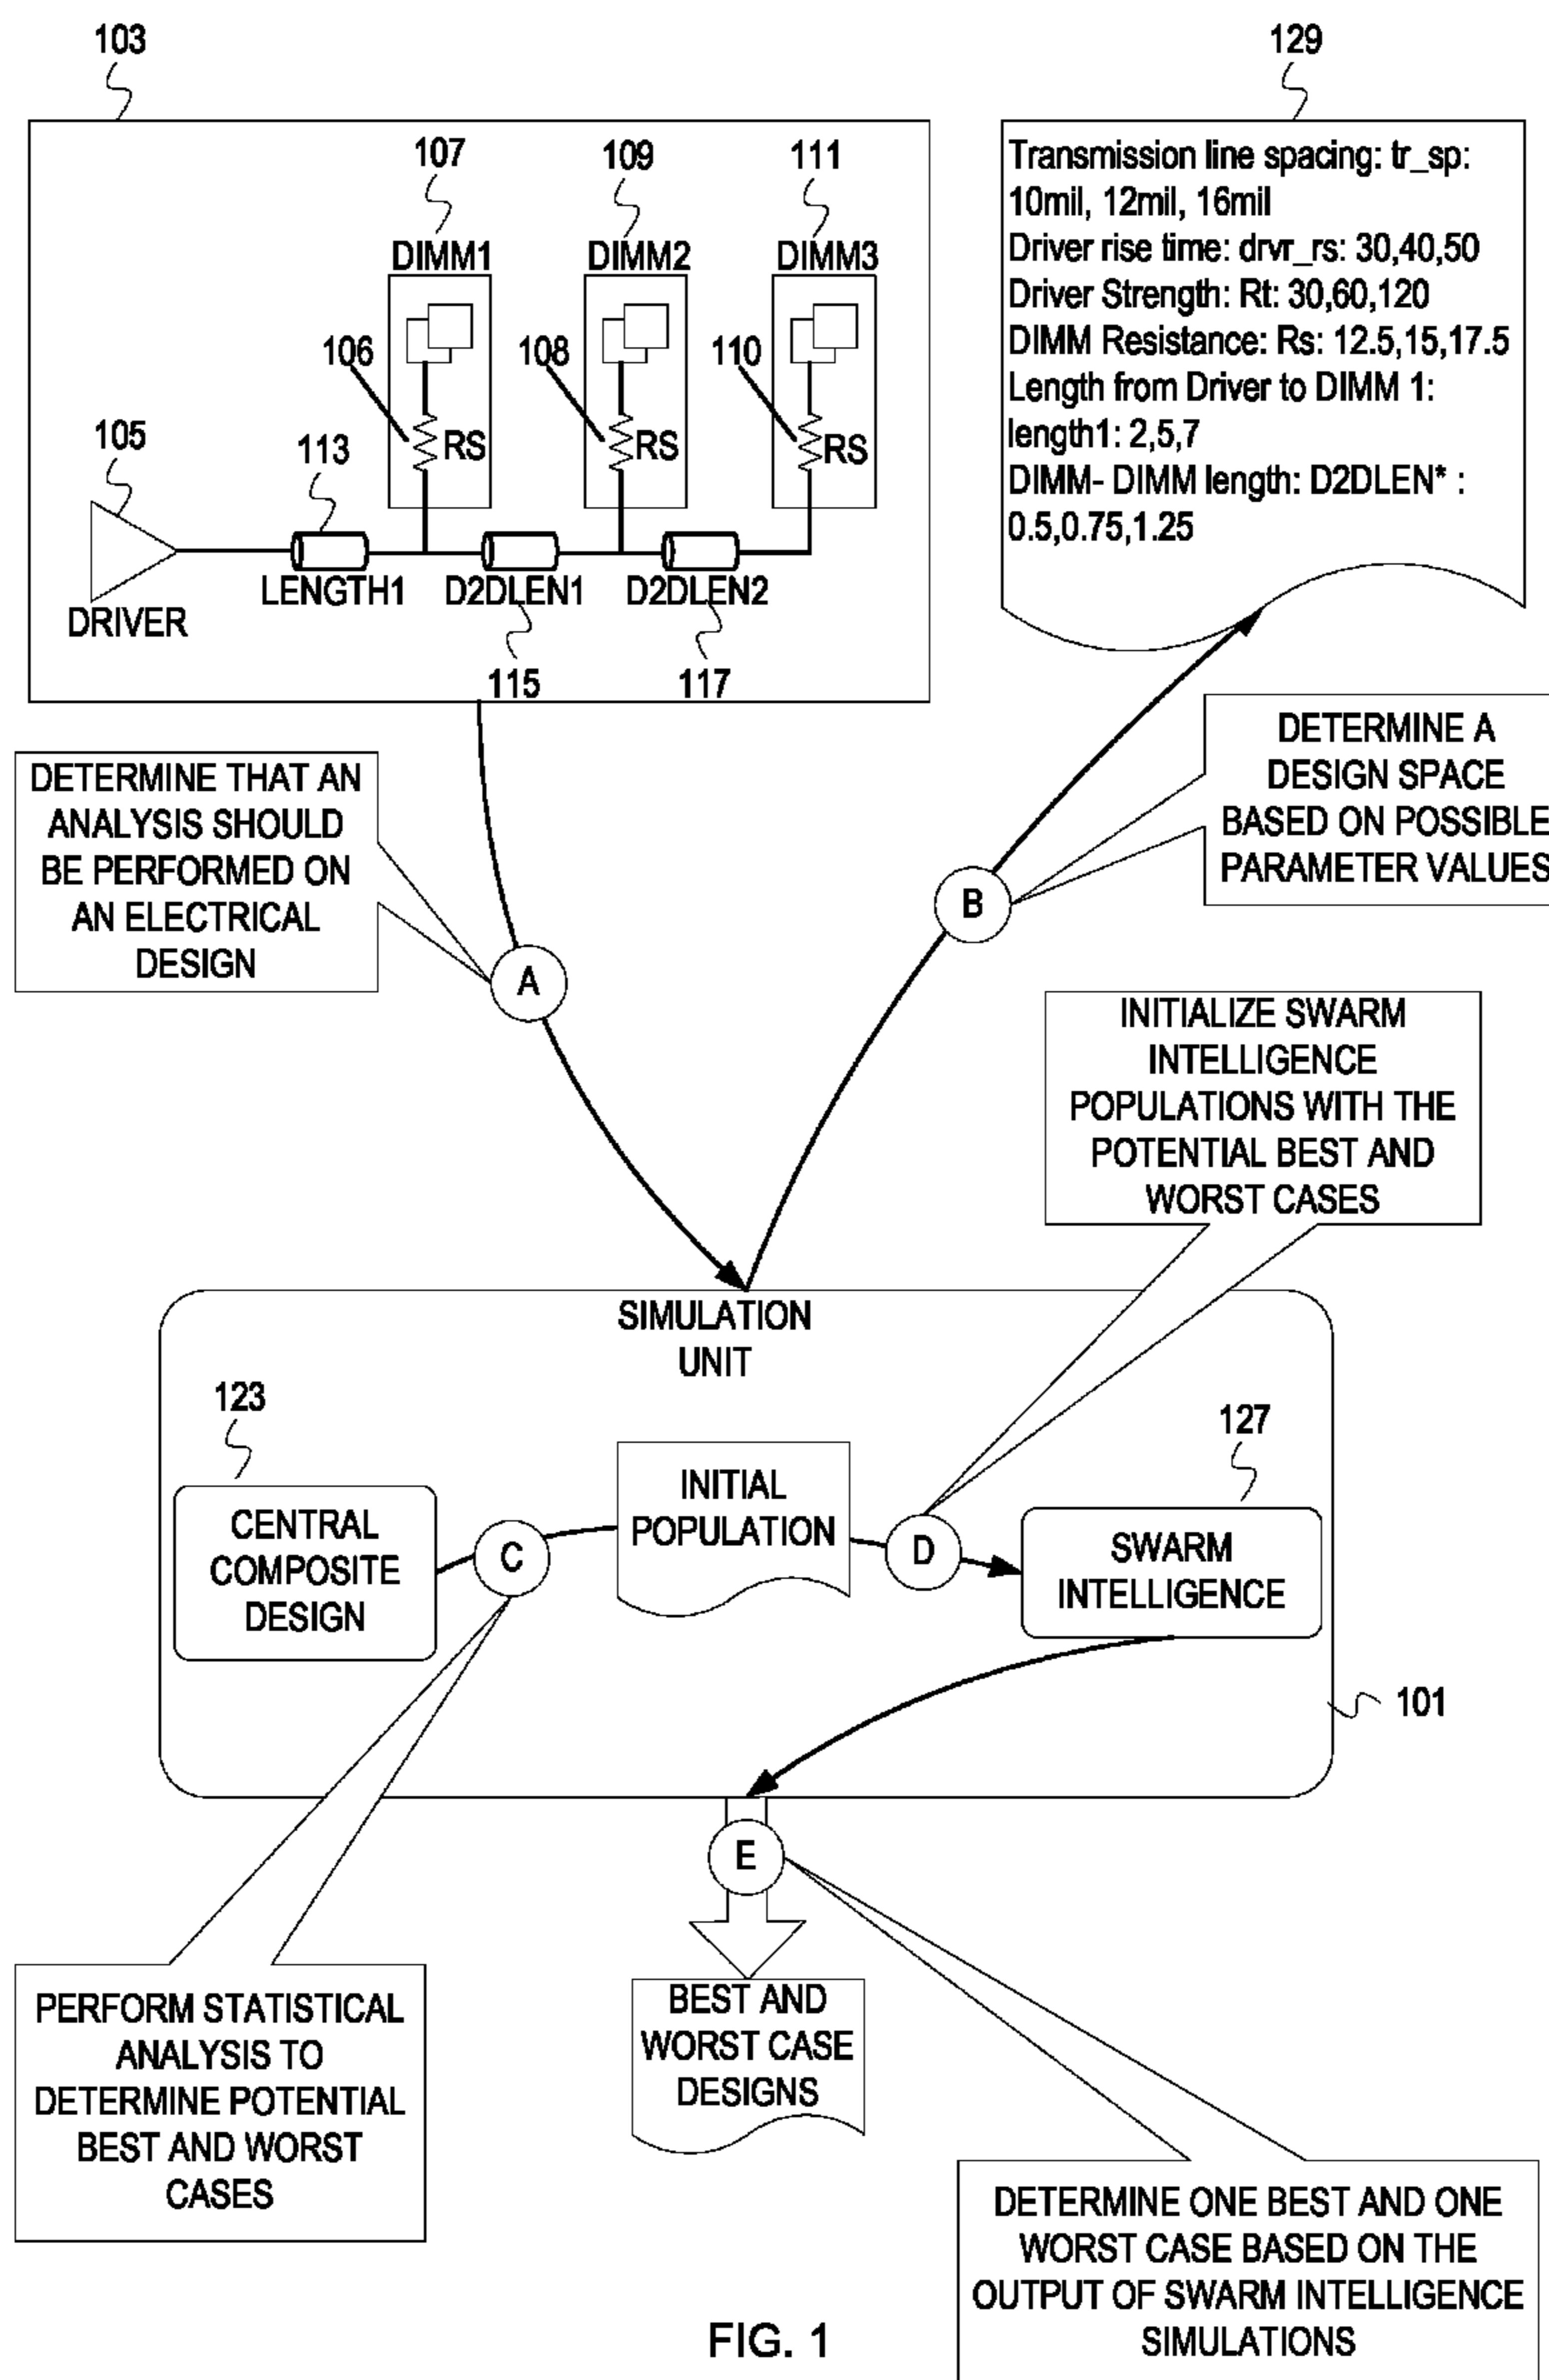 103
107
109
111
DIMM1
DIMM2
DIMM3
106
108
110
RS
RS
RS
105
113
DRIVER
LENGTH1
D2DLEN1
D2DLEN2
115
117
129
Transmission line spacing: tr_sp:
10mil, 12mil, 16mil
Driver rise time: drvr_rs: 30,40,50
Driver Strength: Rt: 30,60,120
DIMM Resistance: Rs: 12.5,15,17.5
Length from Driver to DIMM 1:
length1: 2,5,7
DIMM- DIMM length: D2DLEN* :
0.5,0.75,1.25
DETERMINE THAT AN
ANALYSIS SHOULD
BE PERFORMED ON
AN ELECTRICAL
DESIGN
A
DETERMINE A
DESIGN SPACE
BASED ON POSSIBLE
PARAMETER VALUES
B
INITIALIZE SWARM
INTELLIGENCE
POPULATIONS WITH THE
POTENTIAL BEST AND
WORST CASES
SIMULATION
UNIT
123
CENTRAL
COMPOSITE
DESIGN
C
INITIAL
POPULATION
D
127
SWARM
INTELLIGENCE
101
E
PERFORM STATISTICAL
ANALYSIS TO
DETERMINE POTENTIAL
BEST AND WORST
CASES
BEST AND
WORST CASE
DESIGNS
DETERMINE ONE BEST AND ONE
WORST CASE BASED ON THE
OUTPUT OF SWARM INTELLIGENCE
SIMULATIONS
FIG. 1